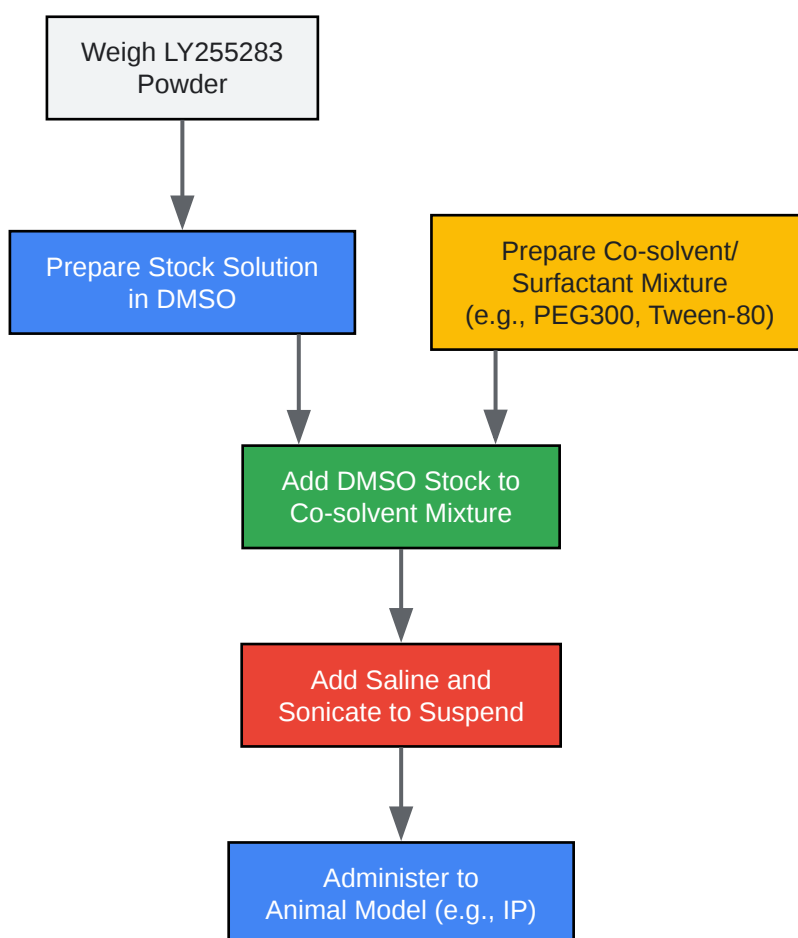 Weigh LY255283
Powder
Prepare Stock Solution
in DMSO
Prepare Co-solvent/
Surfactant Mixture
(e.g., PEG300, Tween-80)
Add DMSO Stock to
Co-solvent Mixture
Add Saline and
Sonicate to Suspend
Administer to
Animal Model (e.g., IP)